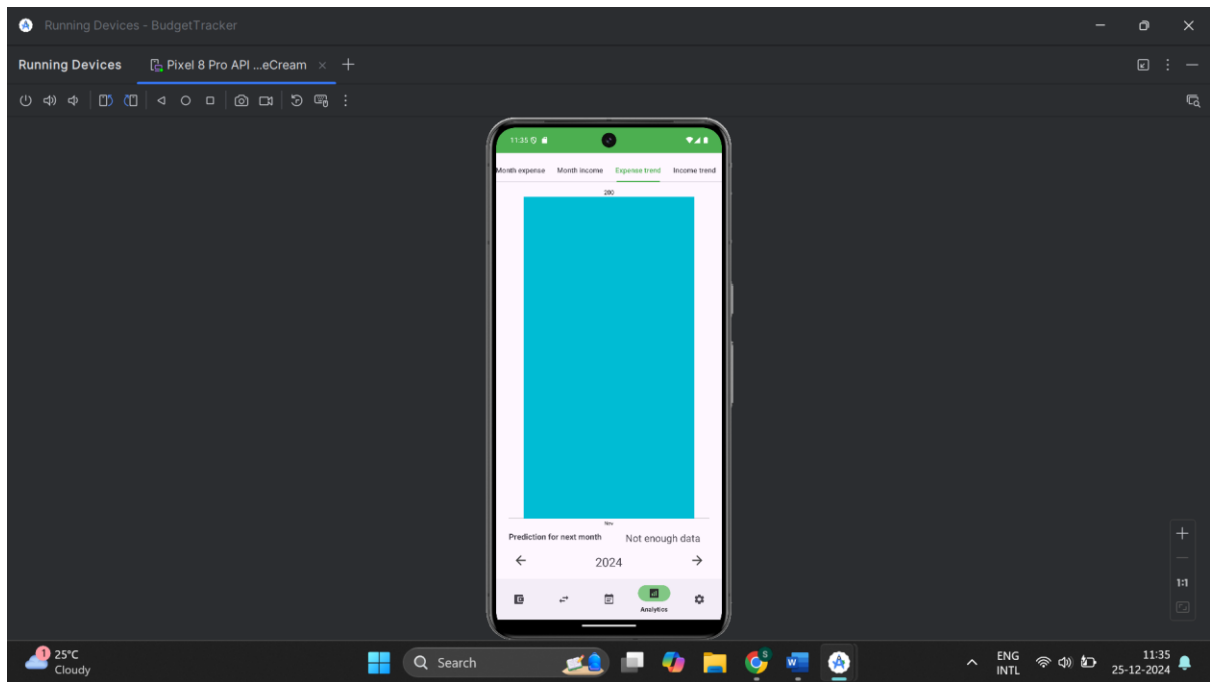 Running Devices - BudgetTracker
Running Devices
Pixel 8 Pro API ...eCream
11:35
Month expense Month income Expense trend Income trend
280
Nov
Prediction for next month Not enough data
2024
Analytics
1:1
1
25°C
Cloudy
Search
ENG
INTL
11:35
25-12-2024